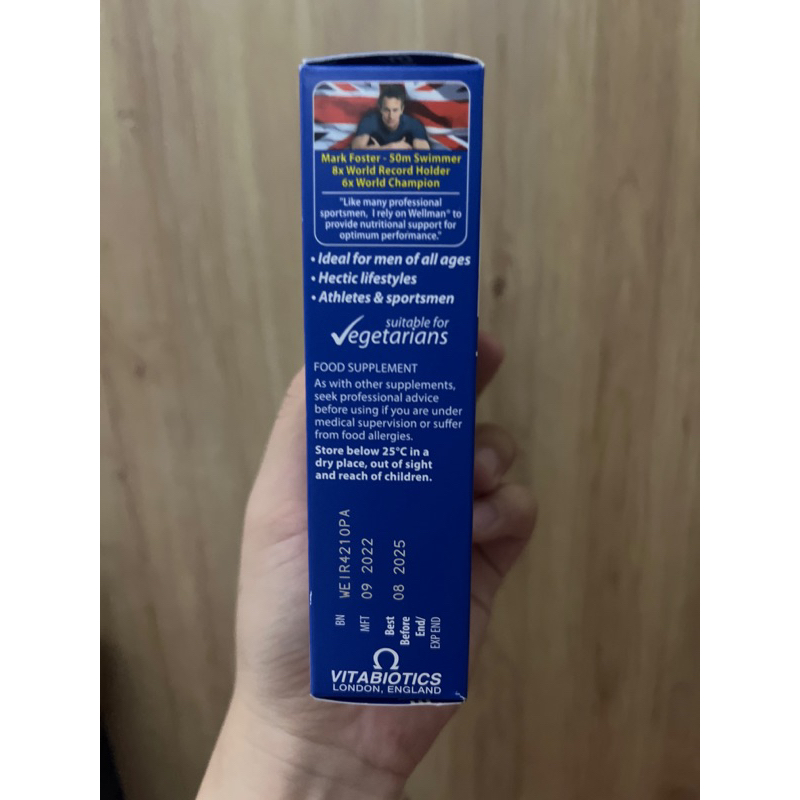 Mark Foster - 50m Swimmer
8x World Record Holder
6x World Champion
"Like many professional
sportsmen, I rely on Wellman® to
provide nutritional support for
optimum performance."
• Ideal for men of all ages
• Hectic lifestyles
• Athletes & sportsmen
suitable for
Vegetarians
FOOD SUPPLEMENT
As with other supplements,
seek professional advice
before using if you are under
medical supervision or suffer
from food allergies.
Store below 25°C in a
dry place, out of sight
and reach of children.
BN WEIR4210PA
MFT 09 2022
Best 08 2025
Before
End/
EXP END
VITABIOTICS
LONDON, ENGLAND